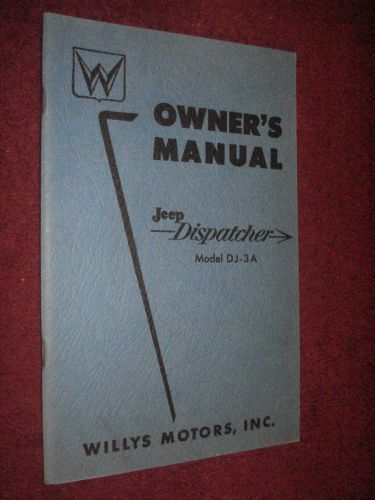 W
OWNER'S
MANUAL
Jeep
Dispatcher
Model DJ-3A
WILLYS MOTORS, INC.